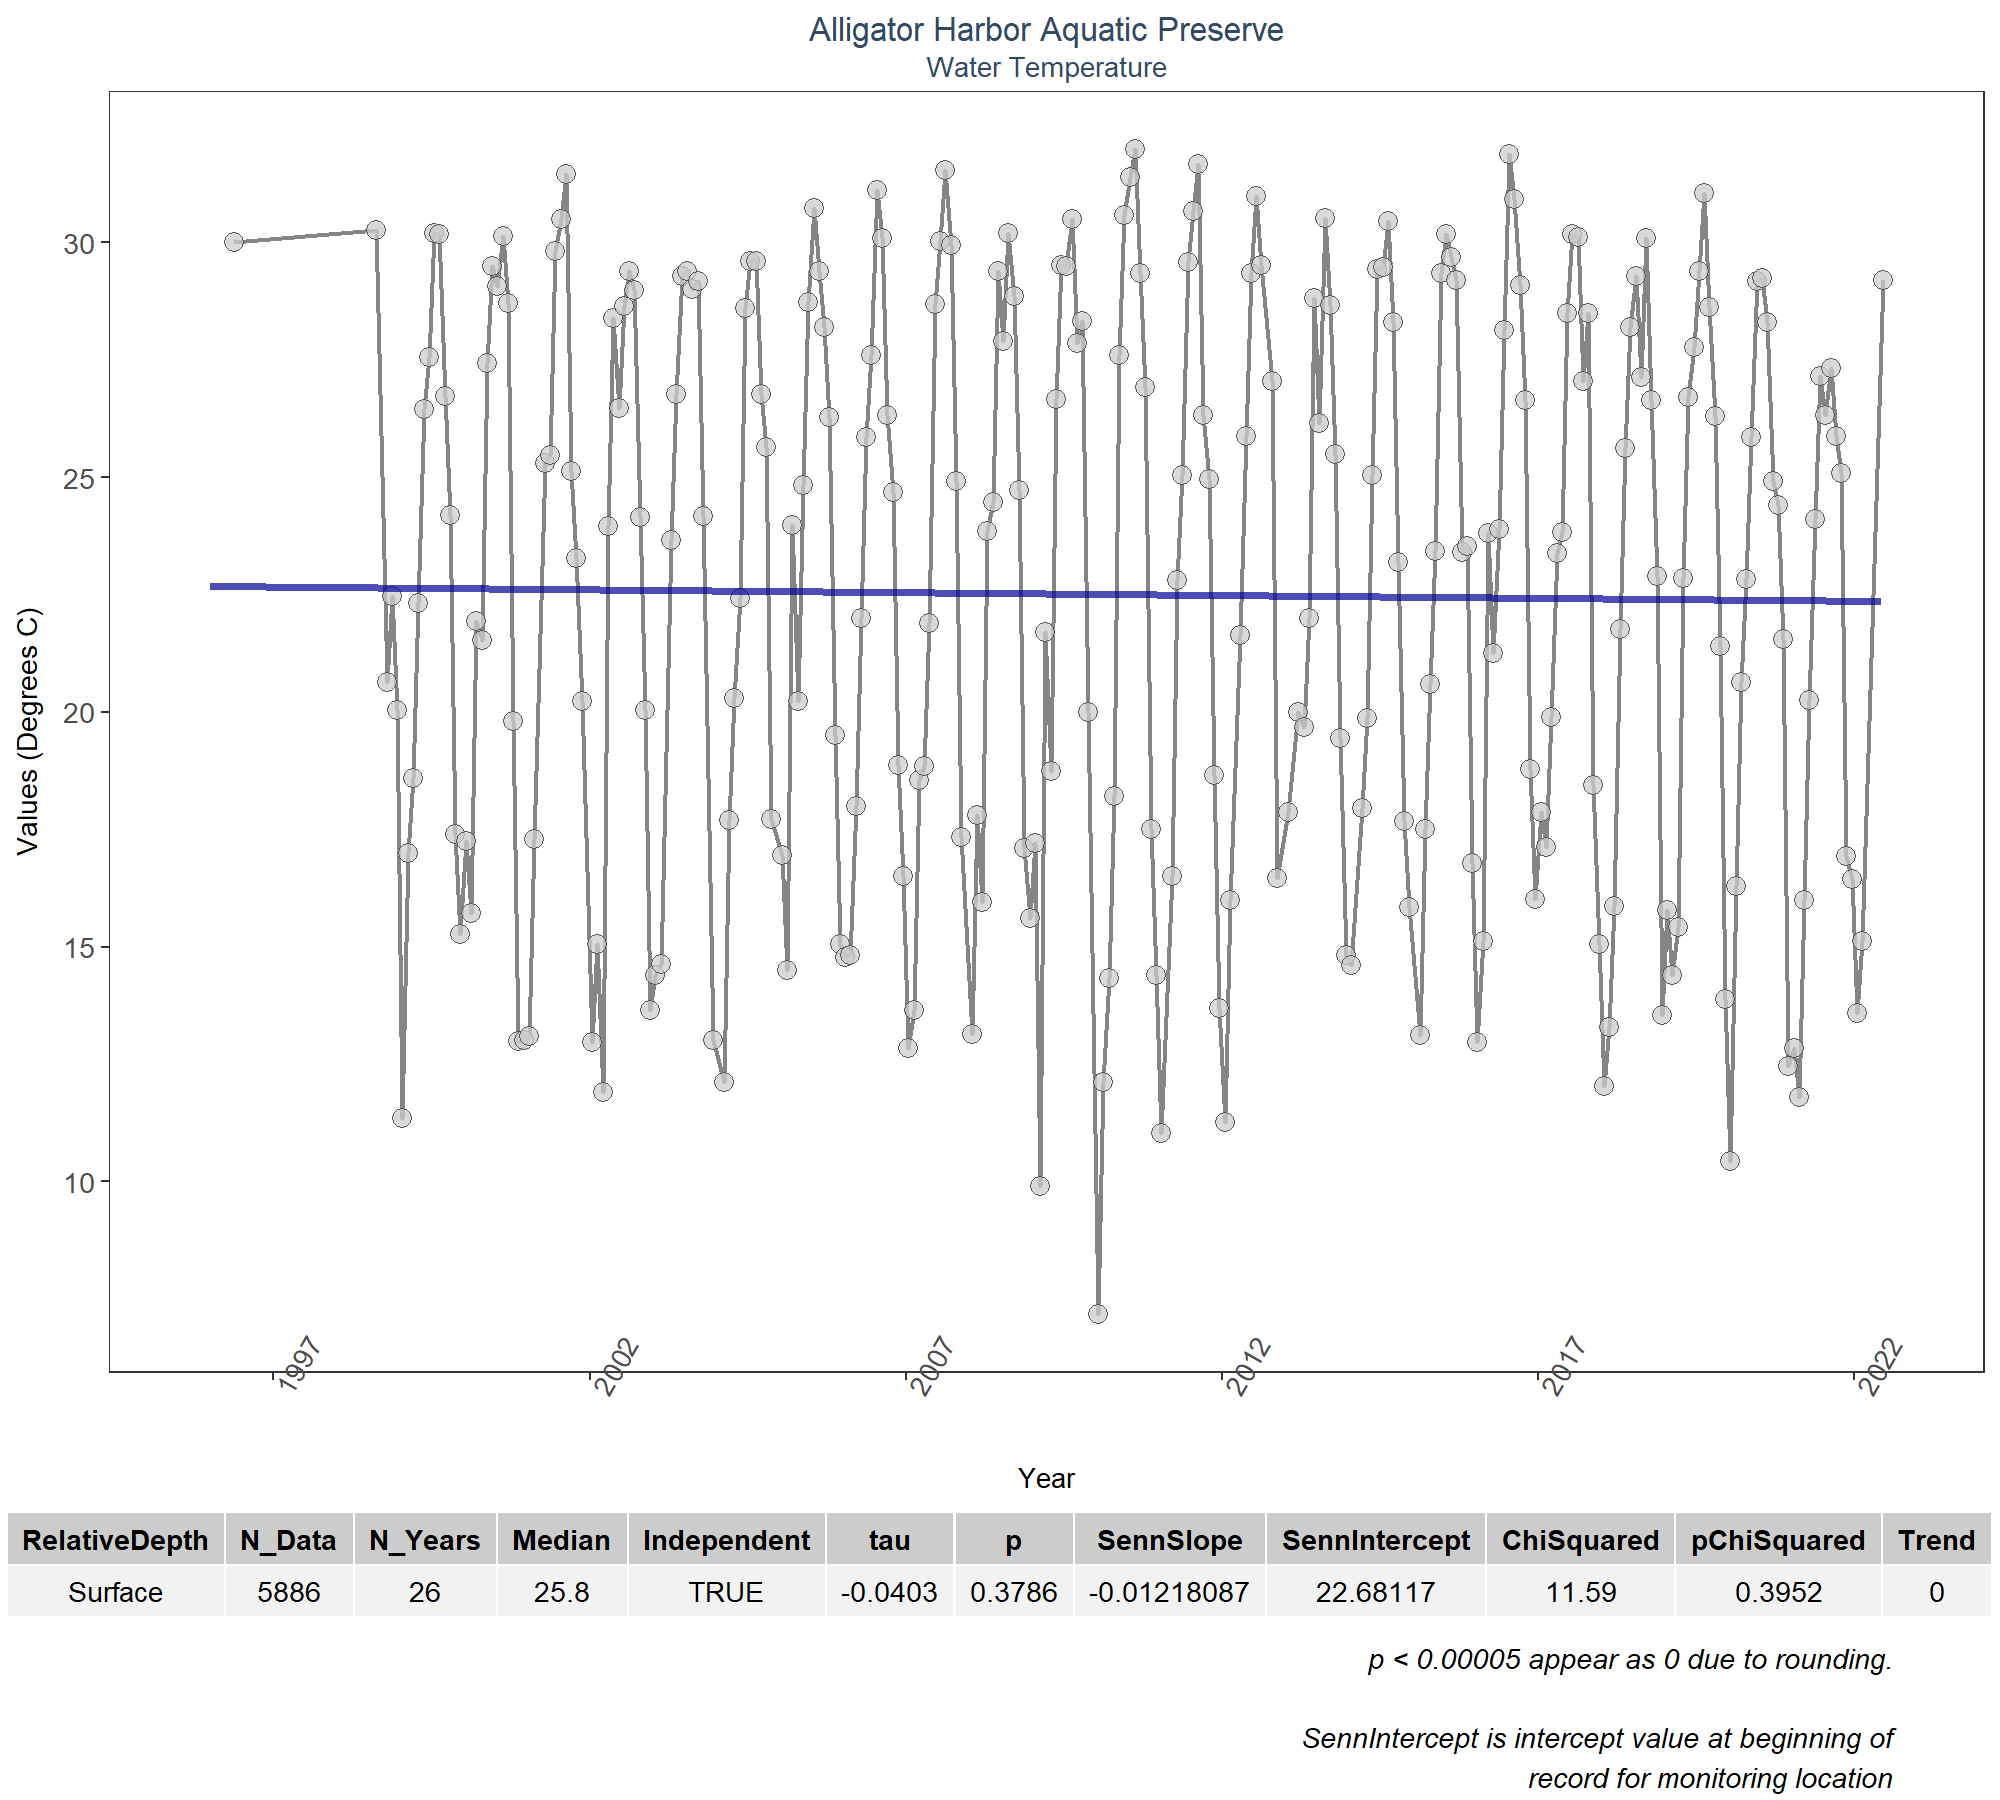 Alligator Harbor Aquatic Preserve
Water Temperature
Values (Degrees C)
30
25
20
15
10
1997 2002 2007 2012 2017 2022
Year
RelativeDepth N_Data N_Years Median Independent tau p SennSlope SennIntercept ChiSquared pChiSquared Trend
Surface 5886 26 25.8 TRUE -0.0403 0.3786 -0.01218087 22.68117 11.59 0.3952 0
p < 0.00005 appear as 0 due to rounding.
SennIntercept is intercept value at beginning of
record for monitoring location